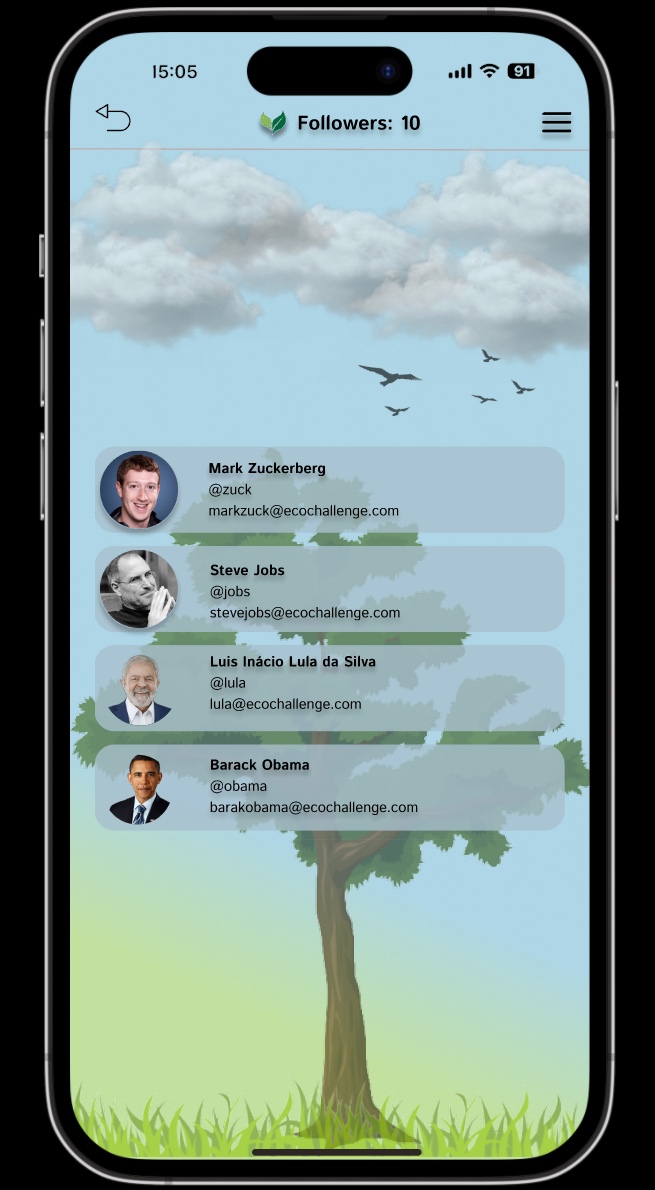 15:05
91
Followers: 10
Mark Zuckerberg
@zuck
markzuck@ecochallenge.com
Steve Jobs
@jobs
stevejobs@ecochallenge.com
Luis Inácio Lula da Silva
@lula
lula@ecochallenge.com
Barack Obama
@obama
barakobama@ecochallenge.com